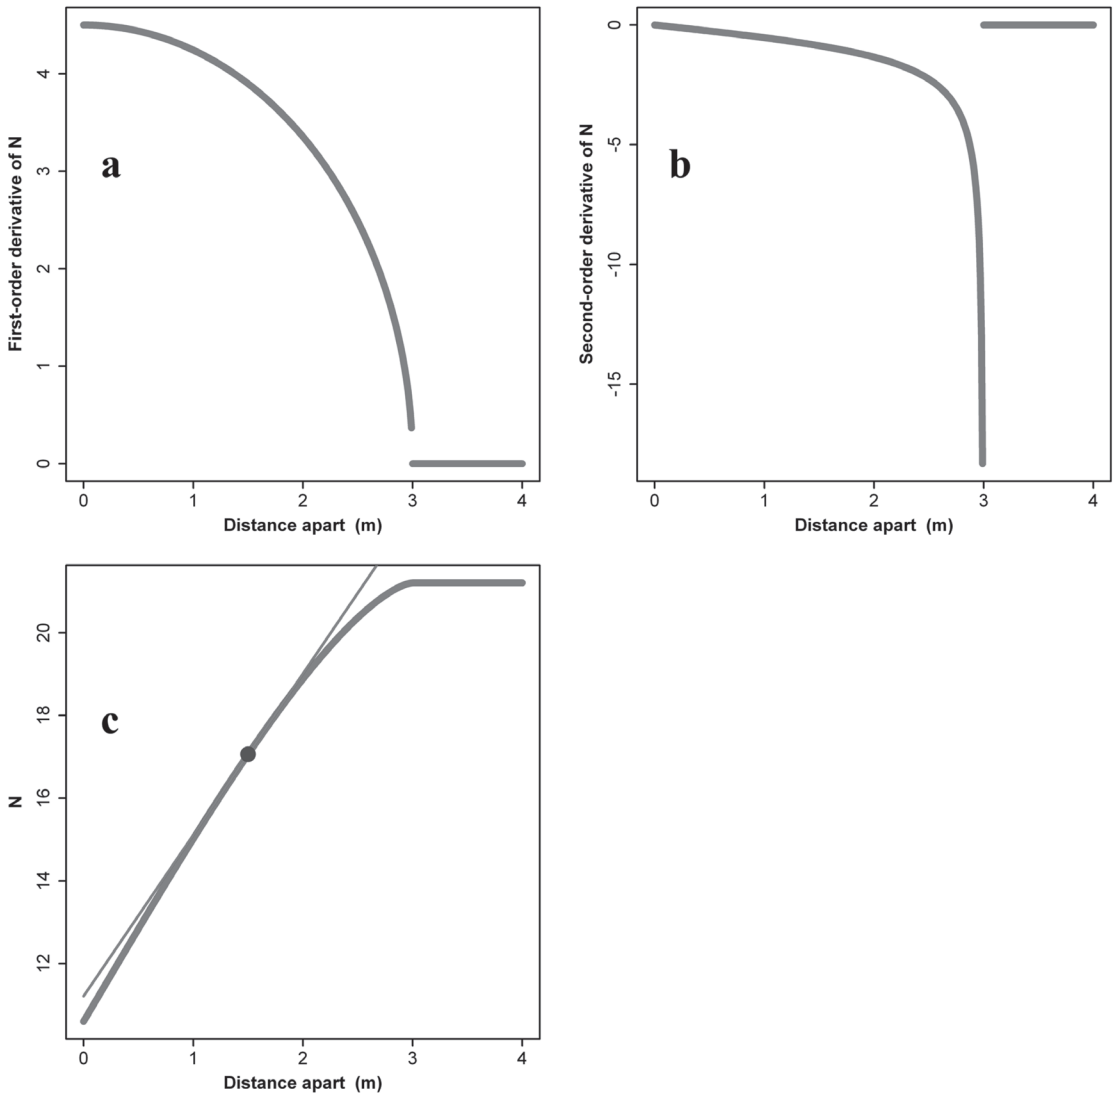 First-order derivative of N
4
3
2
1
0
a
0 1 2 3 4
Distance apart (m)
Second-order derivative of N
-0
-5
-10
-15
b
0 1 2 3 4
Distance apart (m)
N
20
18
16
14
12
c
0 1 2 3 4
Distance apart (m)